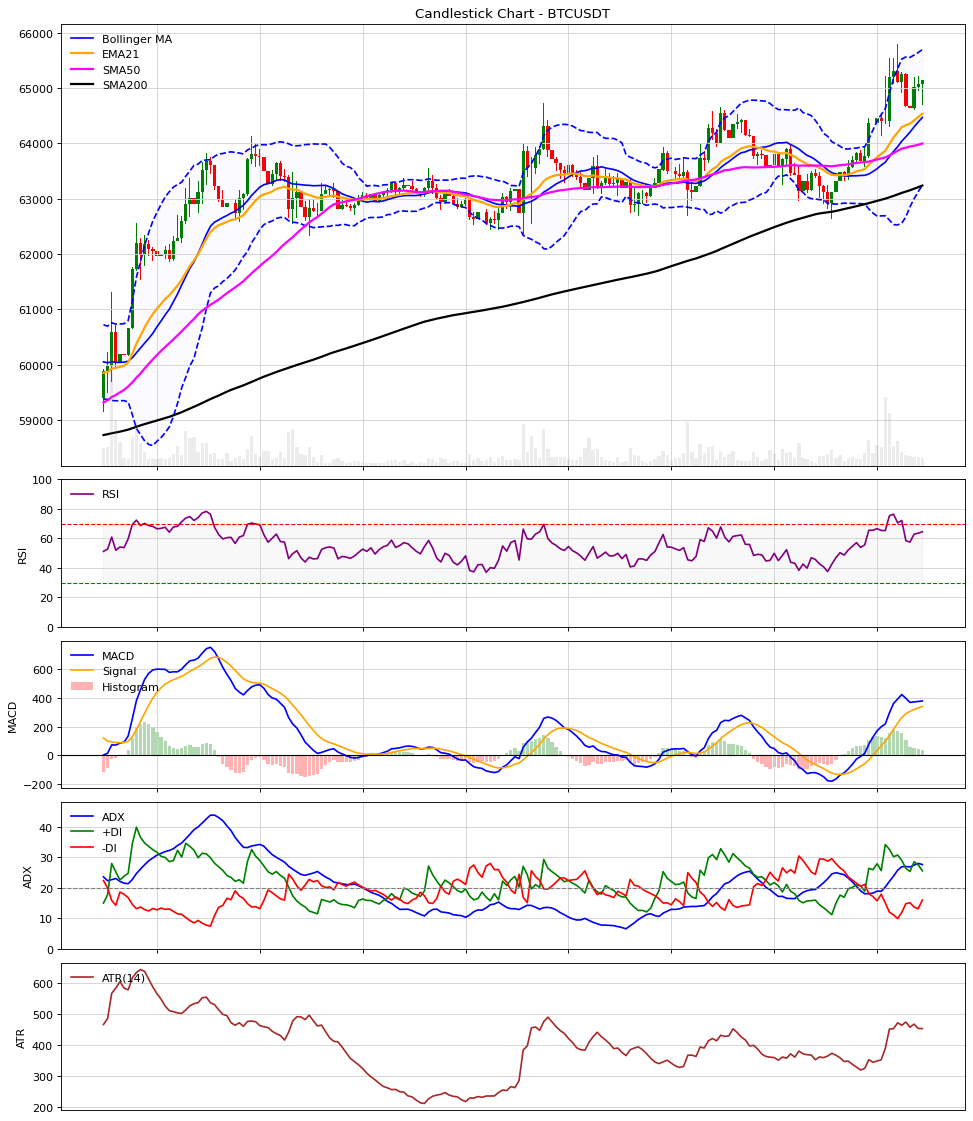 Candlestick Chart - BTCUSDT
66000
65000
64000
63000
62000
61000
60000
59000
Bollinger MA
EMA21
SMA50
SMA200
100
80
60
40
20
0
RSI
RSI
600
400
200
0
−200
MACD
MACD
Signal
Histogram
40
30
20
10
0
ADX
ADX
+DI
-DI
600
500
400
300
200
ATR
ATR(14)